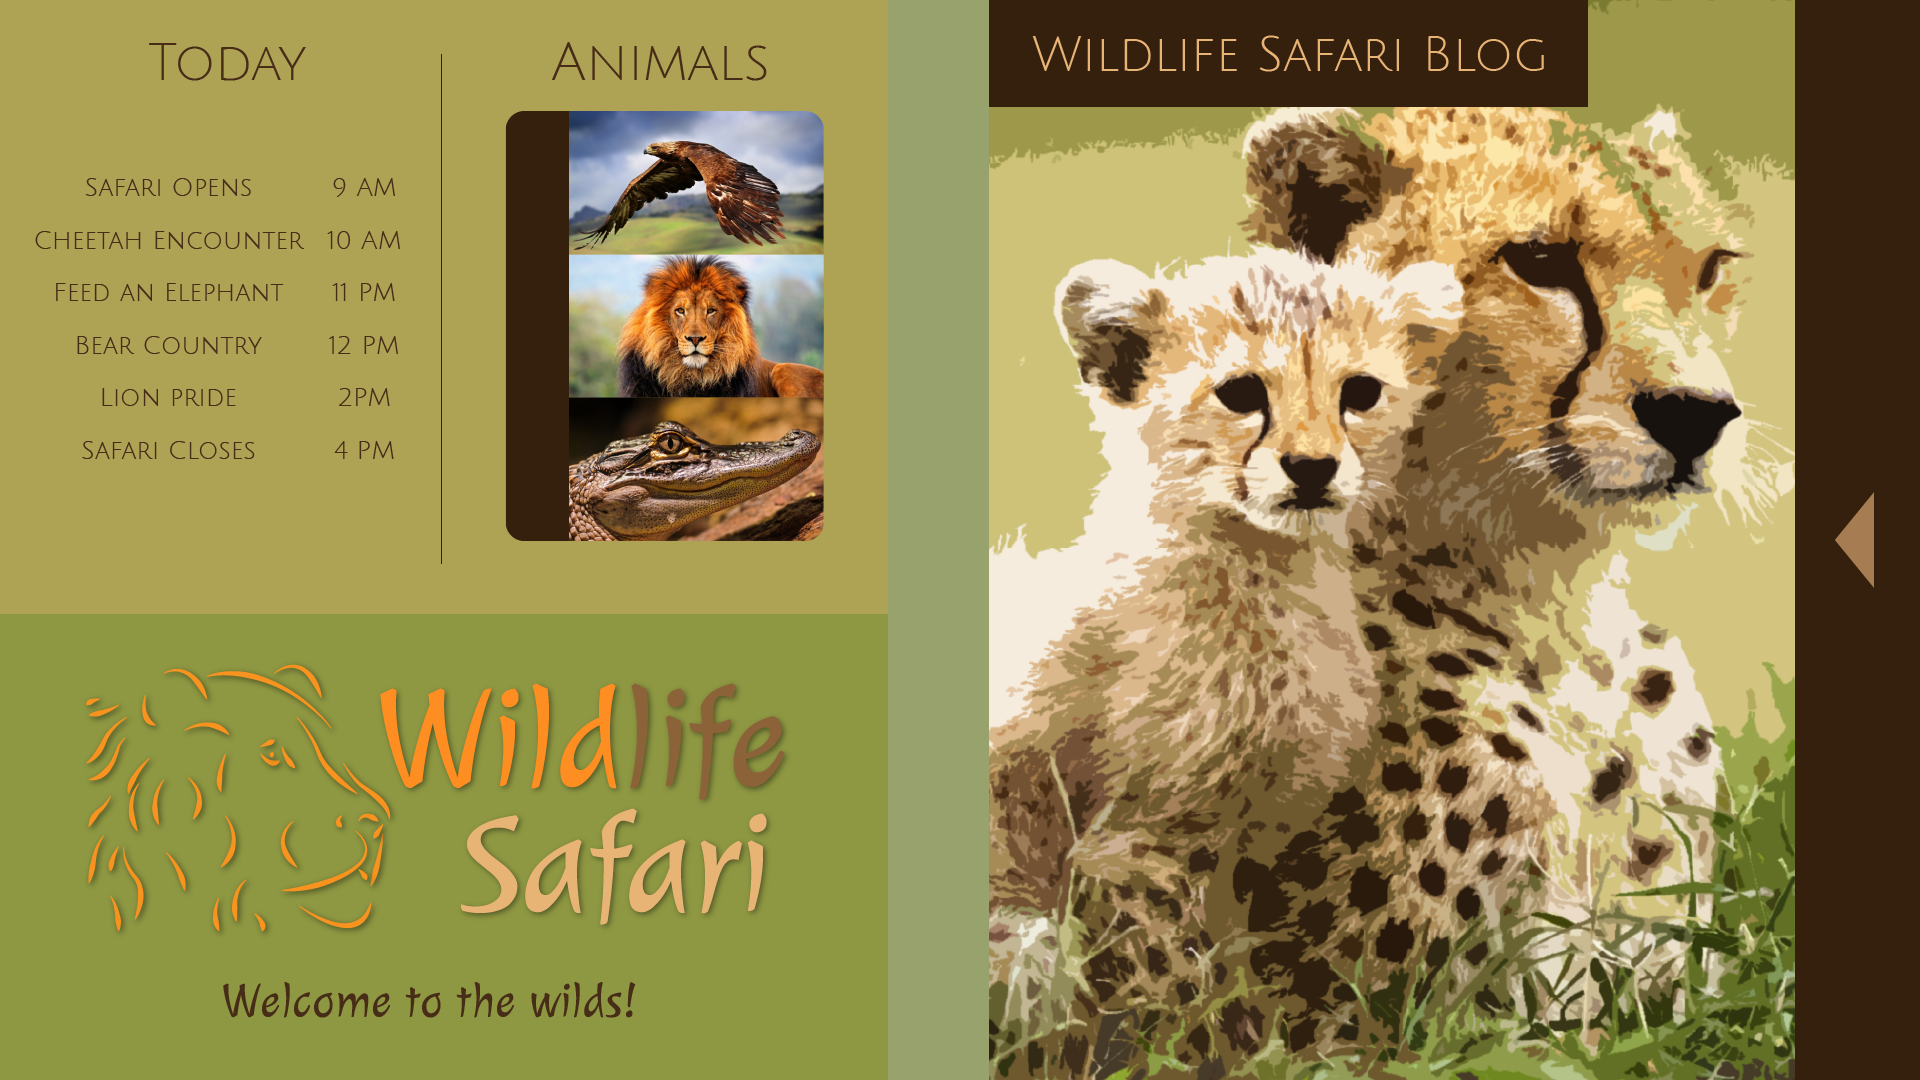 Today
Safari Opens 9 AM
Cheetah Encounter 10 AM
Feed an Elephant 11 PM
Bear Country 12 PM
Lion pride 2PM
Safari Closes 4 PM
Animals
Wildlife
Safari
Welcome to the wilds!
Wildlife Safari Blog